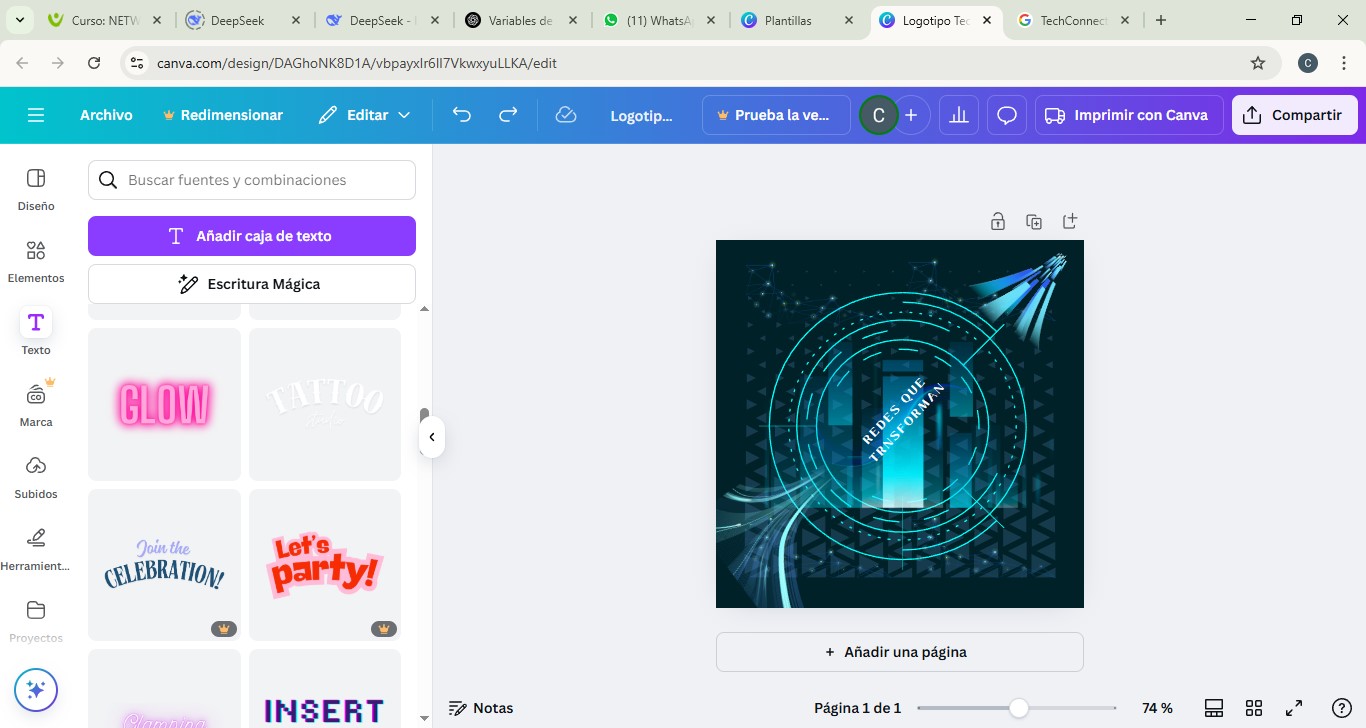 Curso: NETW
DeepSeek
DeepSeek -
Variables de
(11) WhatsA
Plantillas
Logotipo Tec
TechConnect
canva.com/design/DAGhoNK8D1A/vbpayxIr6Il7VkwxyuLLKA/edit
C
Archivo
Redimensionar
Editar
Logotip...
Prueba la ve...
C
Imprimir con Canva
Compartir
Diseño
Elementos
Texto
Marca
Subidos
Herramient...
Proyectos
Buscar fuentes y combinaciones
Añadir caja de texto
Escritura Mágica
GLOW
TATTOO
Join the
CELEBRATION!
Let's
party!
Glamping
INSERT
REDES QUE
TRNSFORMAN
+ Añadir una página
Notas
Página 1 de 1
74 %